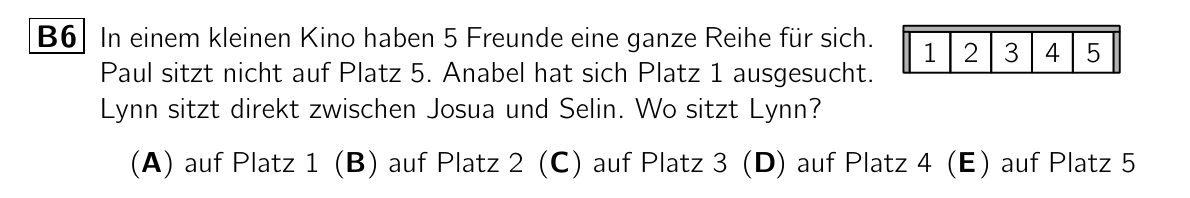 B6 In einem kleinen Kino haben 5 Freunde eine ganze Reihe für sich.
Paul sitzt nicht auf Platz 5. Anabel hat sich Platz 1 ausgesucht.
Lynn sitzt direkt zwischen Josua und Selin. Wo sitzt Lynn?
1 2 3 4 5
(A) auf Platz 1 (B) auf Platz 2 (C) auf Platz 3 (D) auf Platz 4 (E) auf Platz 5